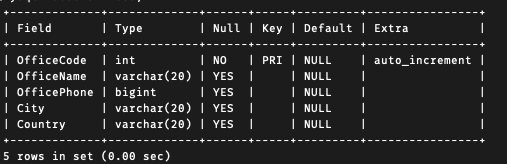 +-------------+-------------+------+-----+---------+----------------+
| Field       | Type        | Null | Key | Default | Extra          |
+-------------+-------------+------+-----+---------+----------------+
| OfficeCode  | int         | NO   | PRI | NULL    | auto_increment |
| OfficeName  | varchar(20) | YES  |     | NULL    |                |
| OfficePhone | bigint      | YES  |     | NULL    |                |
| City        | varchar(20) | YES  |     | NULL    |                |
| Country     | varchar(20) | YES  |     | NULL    |                |
+-------------+-------------+------+-----+---------+----------------+
5 rows in set (0.00 sec)